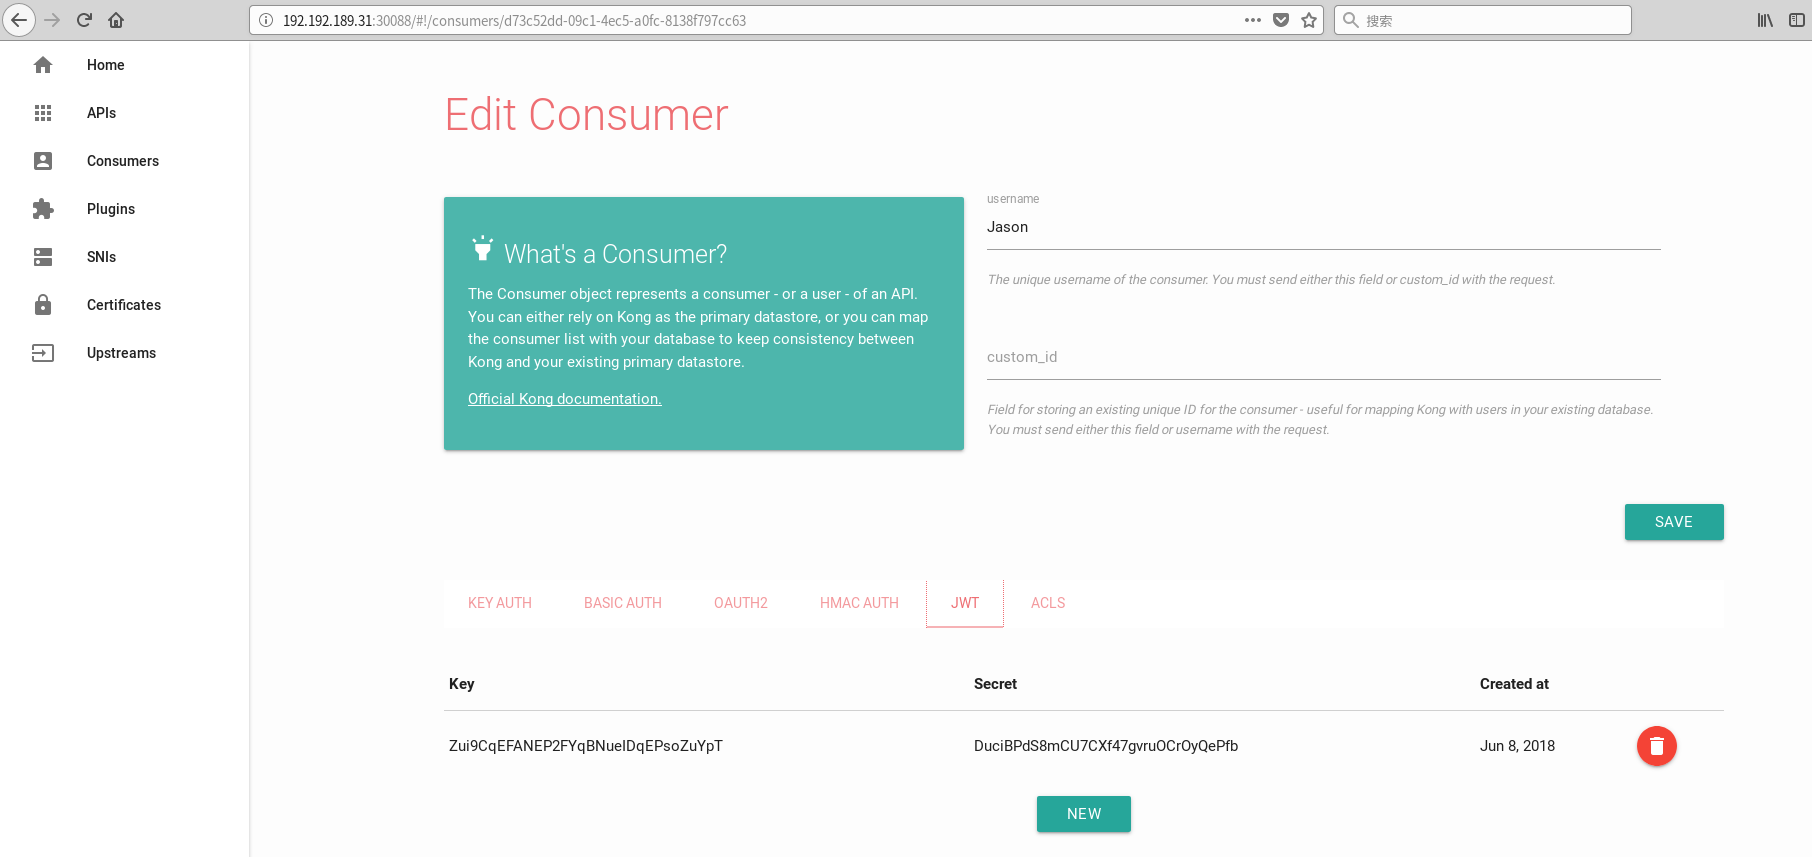 192.192.189.31:30088/#!/consumers/d73c52dd-09c1-4ec5-a0fc-8138f797cc63
搜索
Home
APIs
Consumers
Plugins
SNIs
Certificates
Upstreams
Edit Consumer
What's a Consumer?
The Consumer object represents a consumer - or a user - of an API.
You can either rely on Kong as the primary datastore, or you can map
the consumer list with your database to keep consistency between
Kong and your existing primary datastore.
Official Kong documentation.
username
Jason
The unique username of the consumer. You must send either this field or custom_id with the request.
custom_id
Field for storing an existing unique ID for the consumer - useful for mapping Kong with users in your existing database.
You must send either this field or username with the request.
SAVE
KEY AUTH BASIC AUTH OAUTH2 HMAC AUTH JWT ACLS
Key Secret Created at
Zui9CqEFANEP2FYqBNueIDqEPsoZuYpT DuciBPdS8mCU7CXf47gvruOCrOyQePfb Jun 8, 2018
NEW